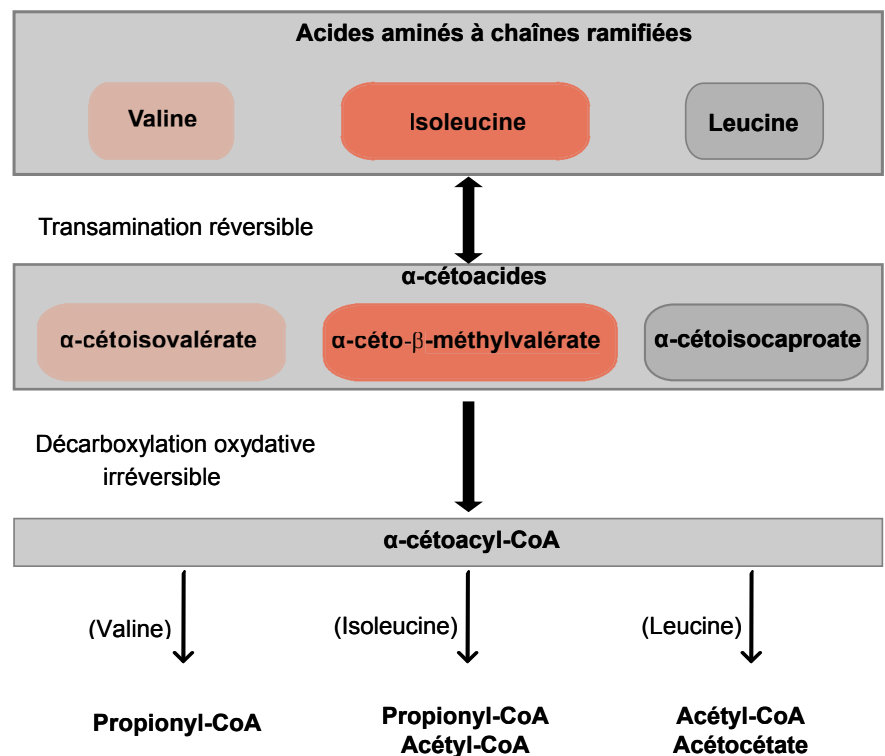 Acides aminés à chaînes ramifiées
Valine
Isoleucine
Leucine
Transamination réversible
α-cétoacides
α-cétoisovalérate
α-céto-β-méthylvalérate
α-cétoisocaproate
Décarboxylation oxydative
irréversible
α-cétoacyl-CoA
(Valine)
(Isoleucine)
(Leucine)
Propionyl-CoA
Propionyl-CoA
Acétyl-CoA
Acétyl-CoA
Acétocétate